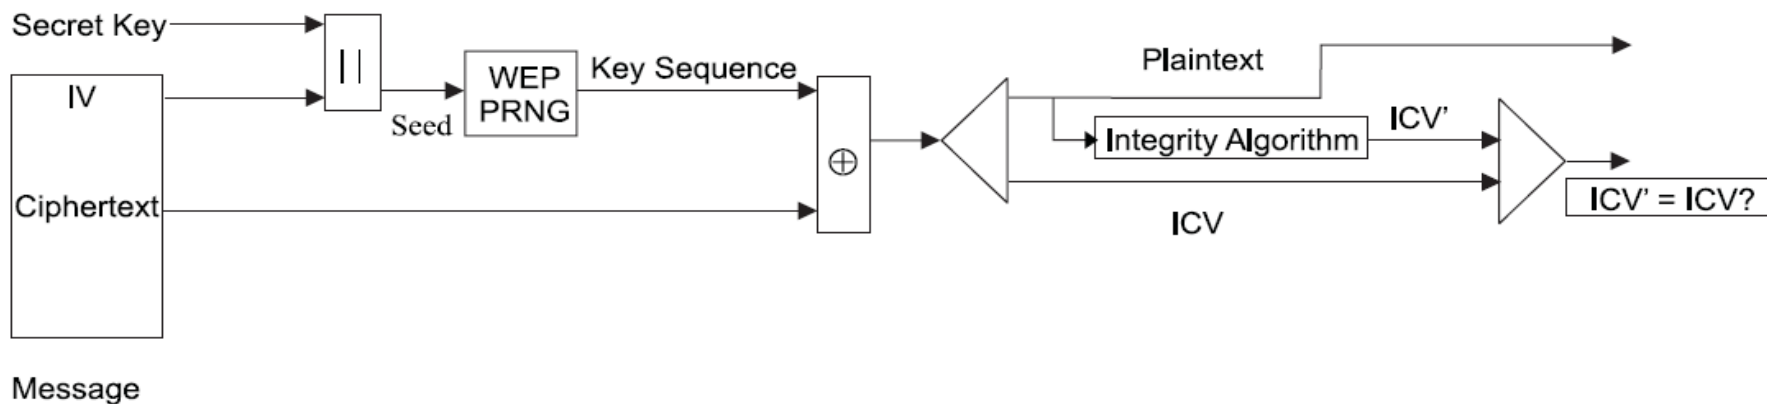 Secret Key
IV
Ciphertext
Message
||
Seed
WEP
PRNG
Key Sequence
⊕
Plaintext
Integrity Algorithm
ICV’
ICV
ICV’ = ICV?